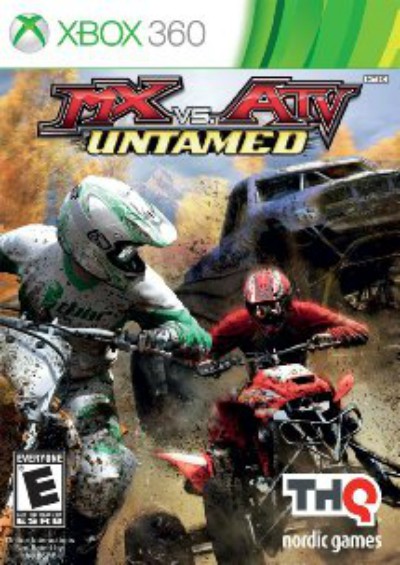 XBOX 360
MX vs. ATV
UNTAMED
EVERYONE
E
ESRB
THQ
nordic games